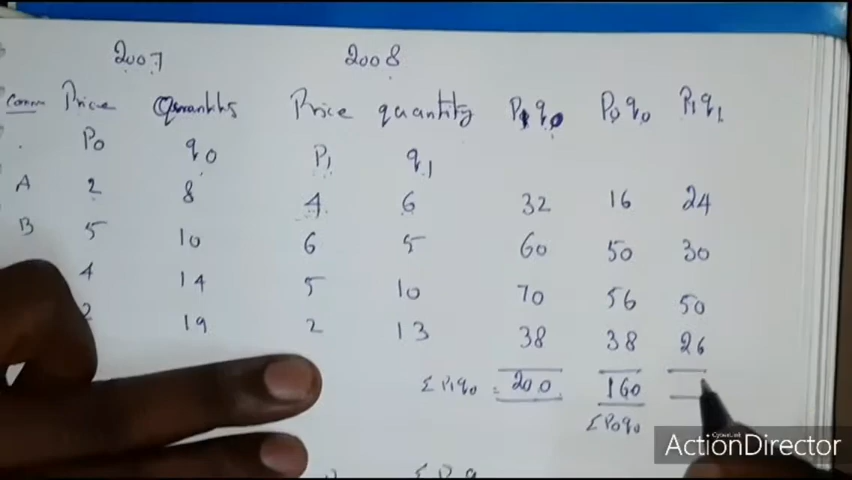 2007 2008
Comm Price Quantity Price quantity P1q0 P0q0 P1q1
P0 q0 P1 q1
A 2 8 4 6 32 16 24
B 5 10 6 5 60 50 30
4 14 5 10 70 56 50
2 19 2 13 38 38 26
ΣP1q0 = 200 160
ΣP0q0
ActionDirector